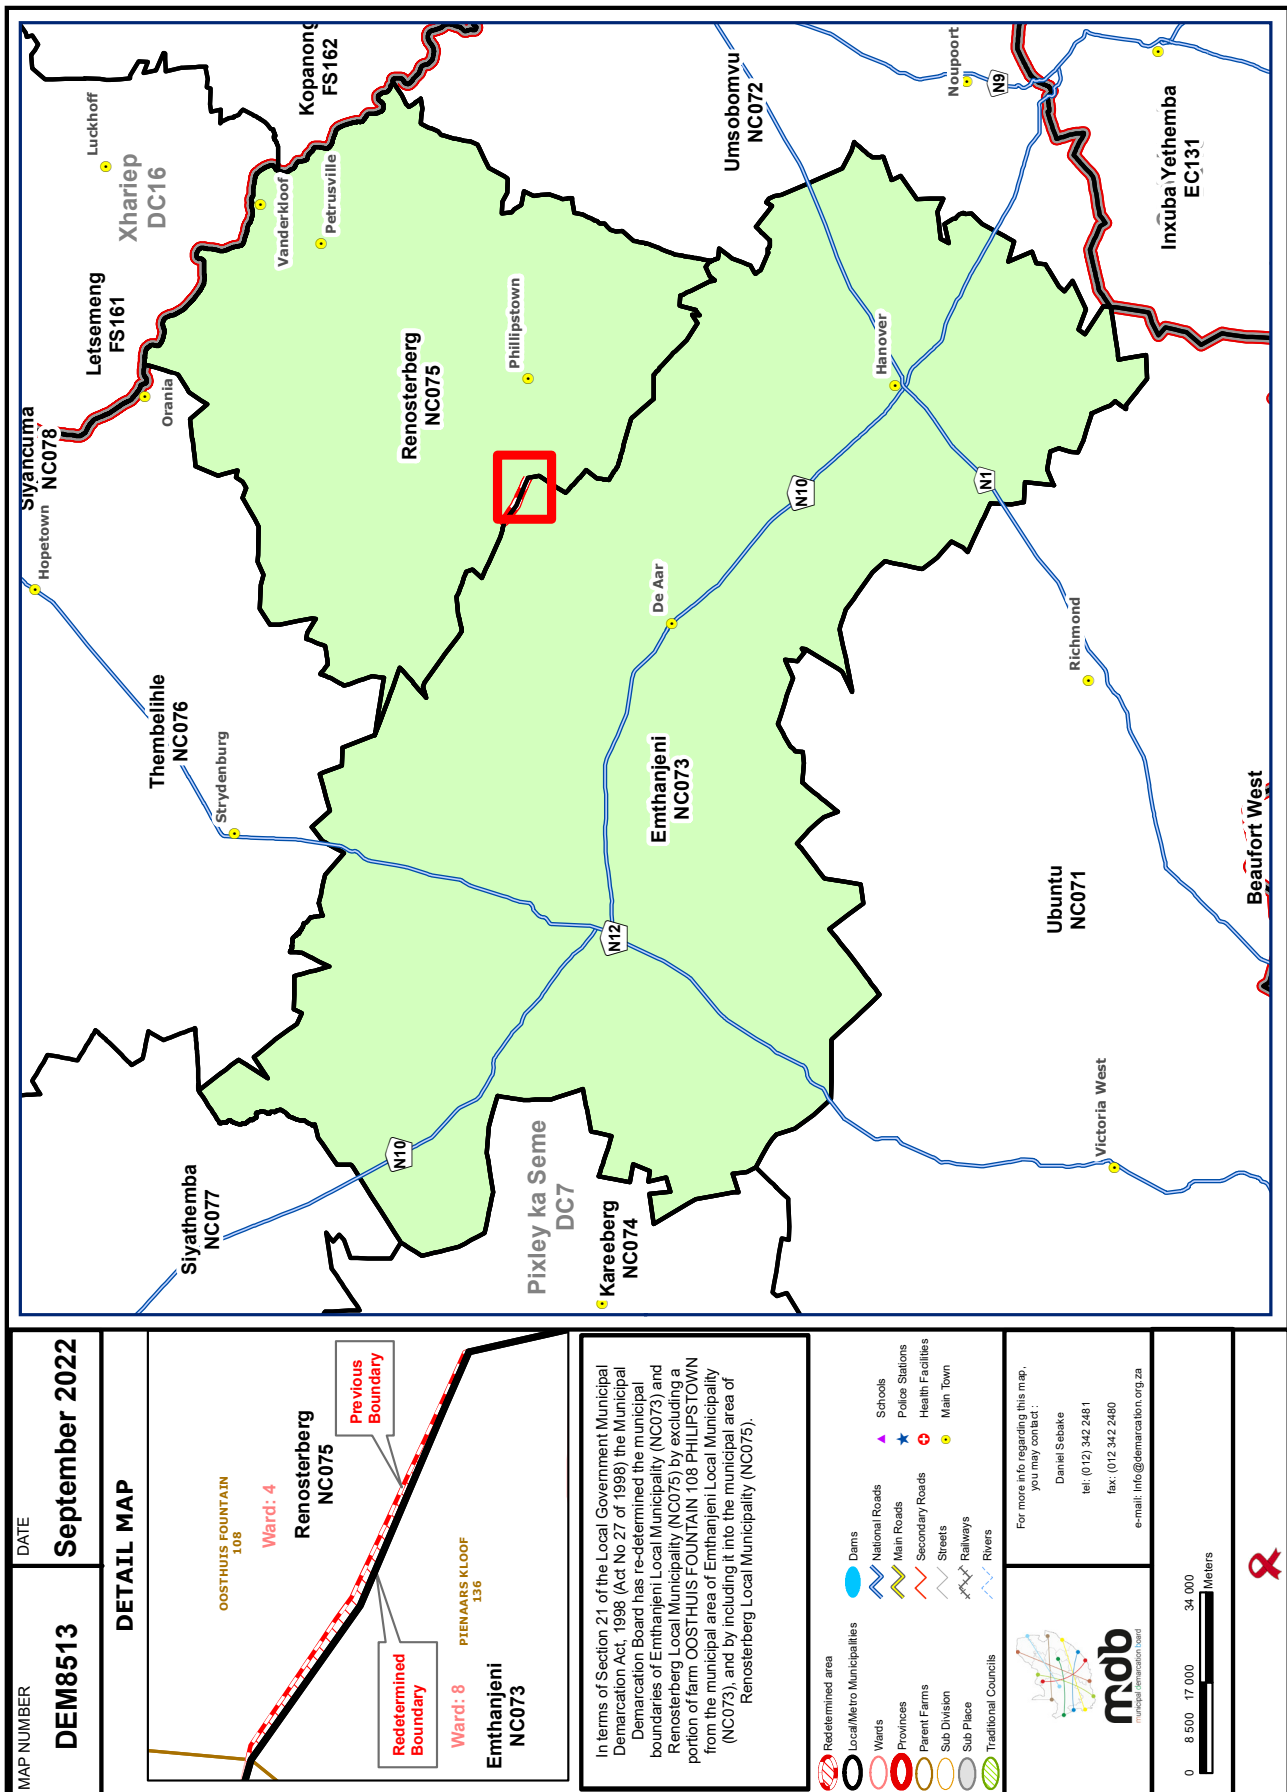 MAP NUMBER
DEM8513
DATE
September 2022
DETAIL MAP
OOSTHUIS FOUNTAIN
108
Ward: 4
Renosterberg
NC075
Previous
Boundary
Redetermined
Boundary
PIENAARS KLOOF
136
Ward: 8
Emthanjeni
NC073
In terms of Section 21 of the Local Government Municipal
Demarcation Act, 1998 (Act No 27 of 1998) the Municipal
Demarcation Board has re-determined the municipal
boundaries of Emthanjeni Local Municipality (NC073) and
Renosterberg Local Municipality (NC075) by excluding a
portion of farm OOSTHUIS FOUNTAIN 108 PHILIPSTOWN
from the municipal area of Emthanjeni Local Municipality
(NC073), and by including it into the municipal area of
Renosterberg Local Municipality (NC075).
Redetermined area
Local/Metro Municipalities
Wards
Provinces
Parent Farms
Sub Division
Sub Place
Traditional Councils
Dams
National Roads
Main Roads
Secondary Roads
Streets
Railways
Rivers
Schools
Police Stations
Health Facilities
Main Town
mdb
municipal demarcation board
For more info regarding this map,
you may contact :
Daniel Sebake
tel: (012) 342 2481
fax: (012 342 2480
e-mail: Info@demarcation.org.za
0 8 500 17 000 34 000
Meters
Siyathemba
NC077
N10
Pixley ka Seme
DC7
Kareeberg
NC074
Victoria West
N12
Strydenburg
Thembelihle
NC076
Emthanjeni
NC073
Ubuntu
NC071
Beaufort West
Richmond
De Aar
Hopetown
Siyancuma
NC078
Orania
Letsemeng
FS161
Renosterberg
NC075
Phillipstown
N10
N1
Hanover
Luckhoff
Xhariep
DC16
Vanderkloof
Petrusville
Kopanong
FS162
Umsobomvu
NC072
Noupoort
N9
Inxuba Yethemba
EC131